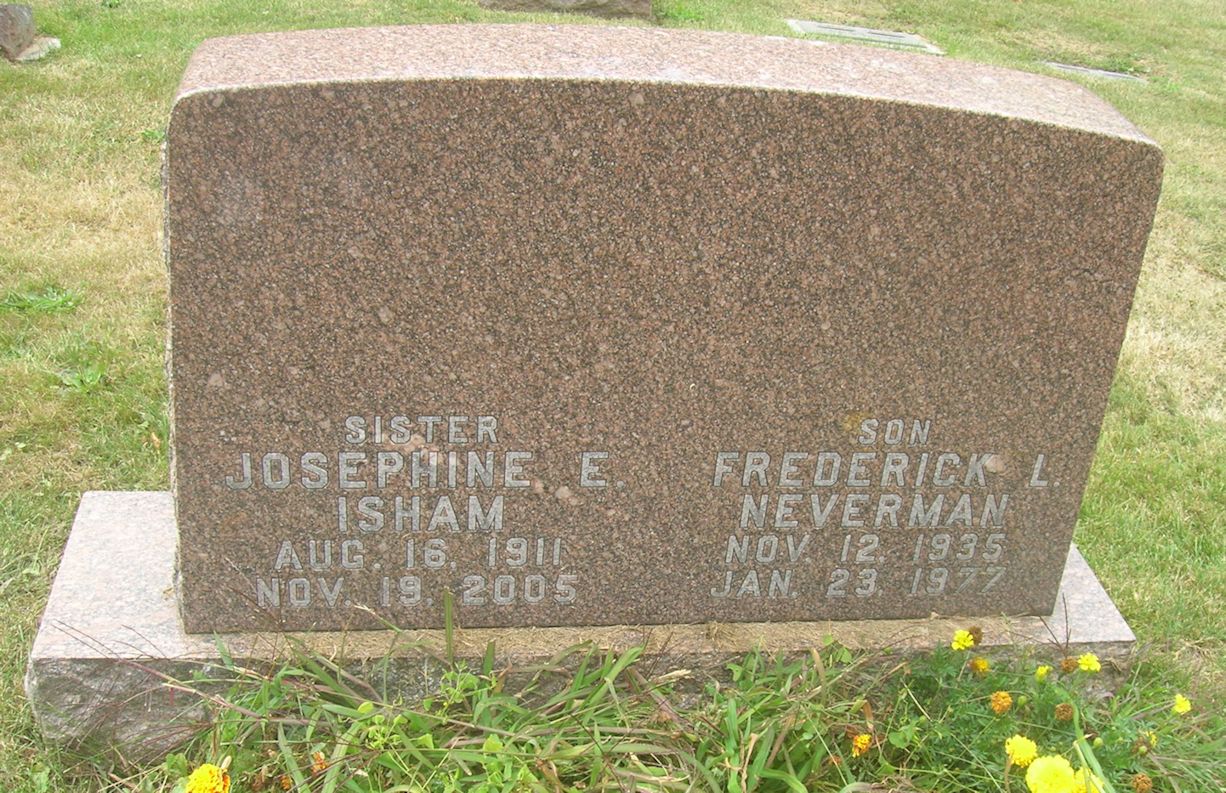 SISTER
JOSEPHINE E.
ISHAM
AUG. 16. 1911
NOV. 19. 2005
SON
FREDERICK L.
NEVERMAN
NOV. 12. 1935
JAN. 23. 1977